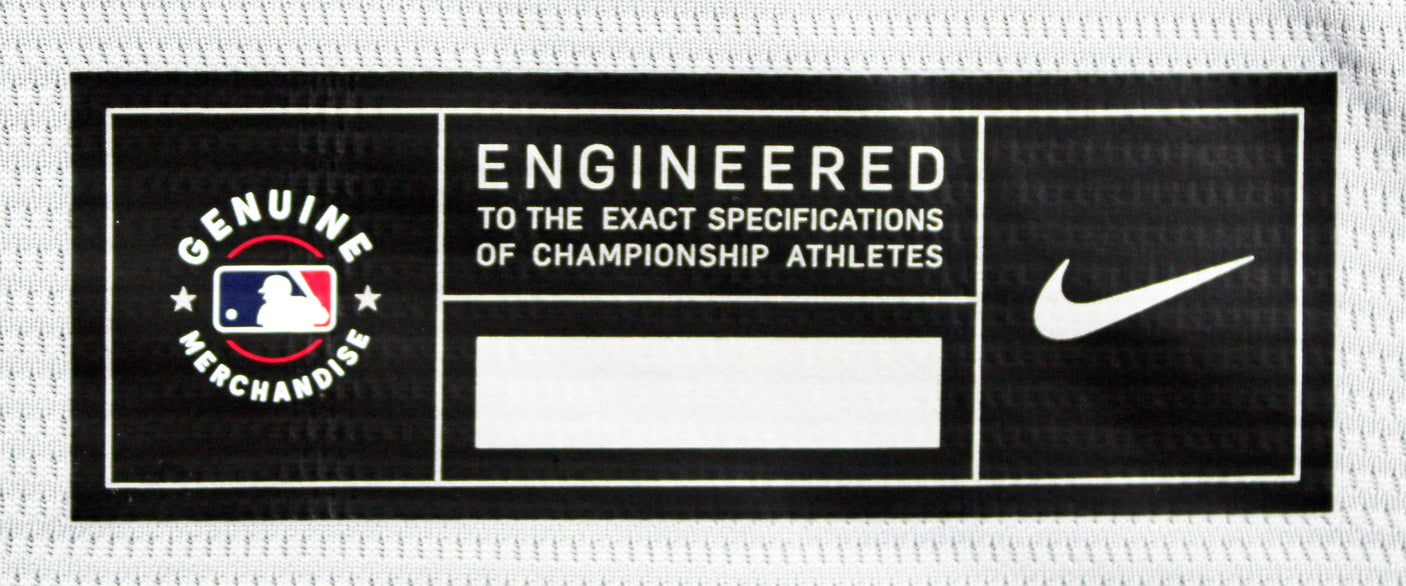 GENUINE
MERCHANDISE
ENGINEERED
TO THE EXACT SPECIFICATIONS
OF CHAMPIONSHIP ATHLETES